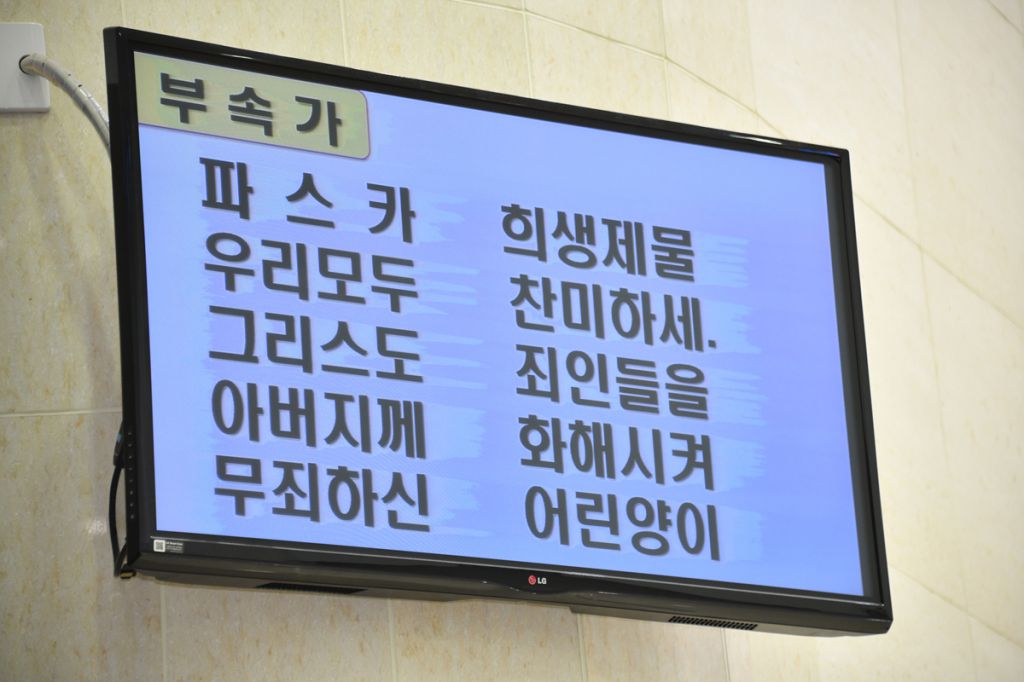 부속가
파스카 희생제물
우리모두 찬미하세.
그리스도 죄인들을
아버지께 화해시켜
무죄하신 어린양이
LG